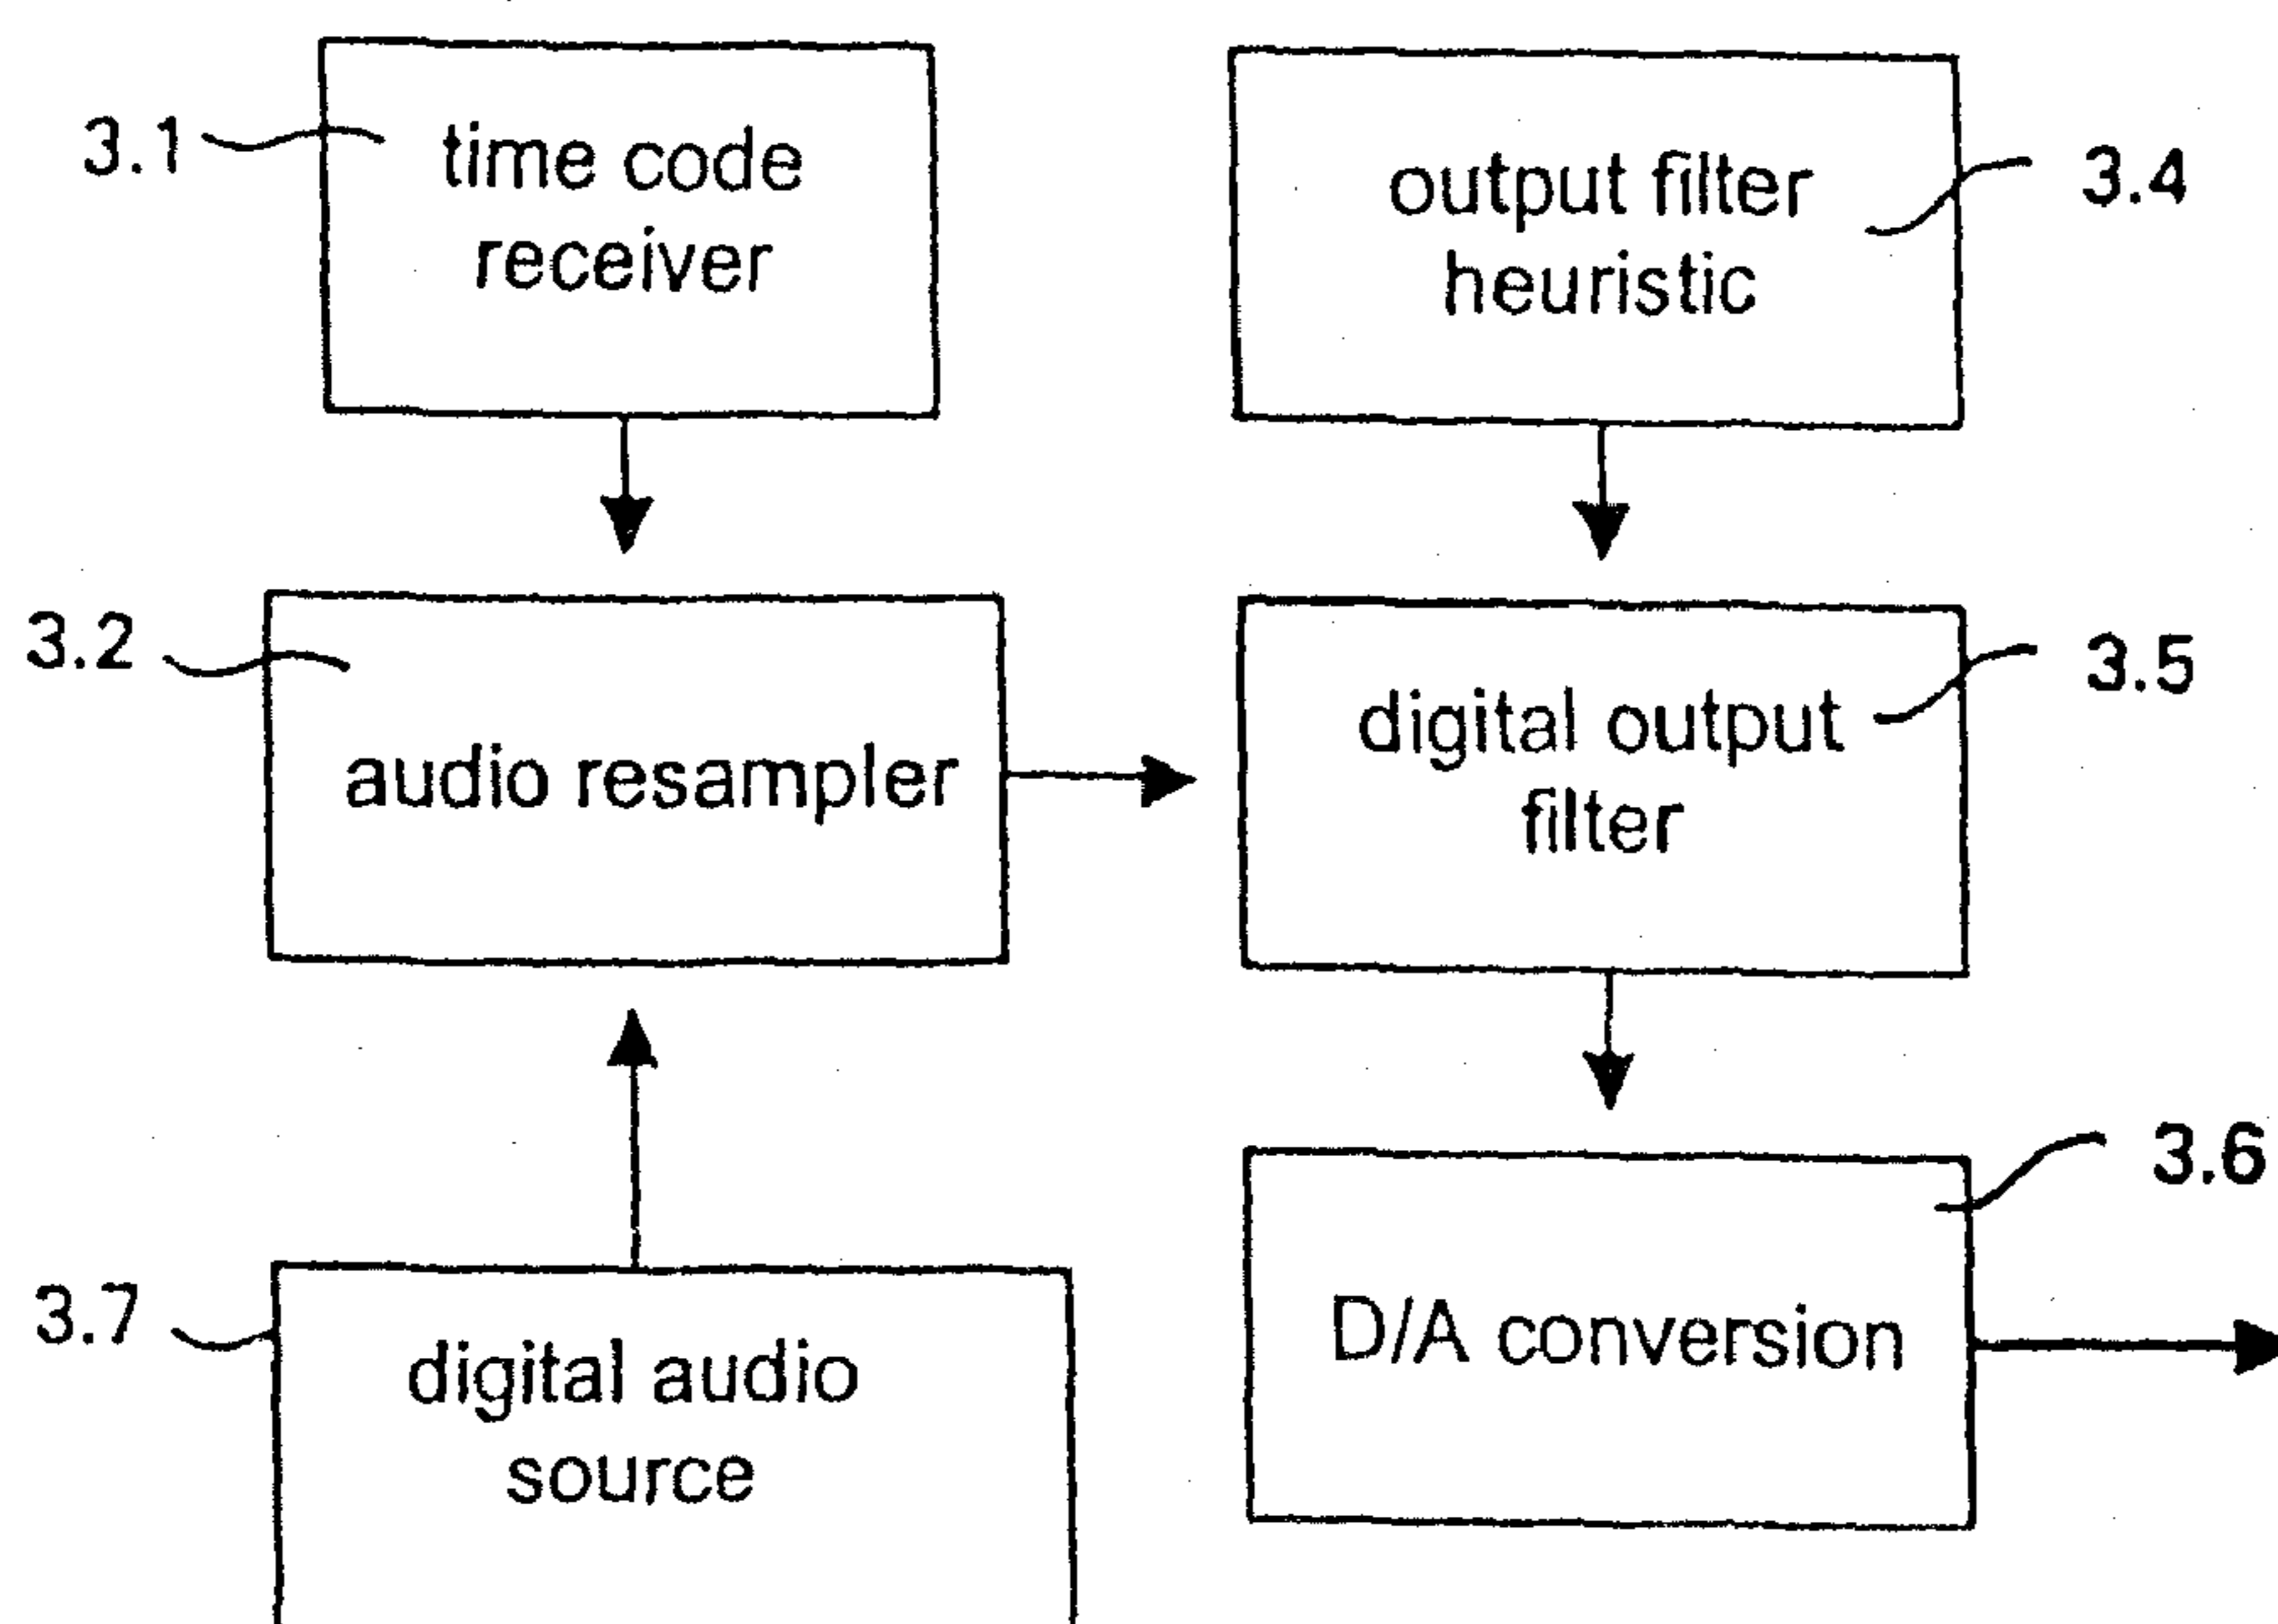 3.1
time code
receiver
output filter
heuristic
3.4
3.2
audio resampler
digital output
filter
3.5
3.7
digital audio
source
D/A conversion
3.6